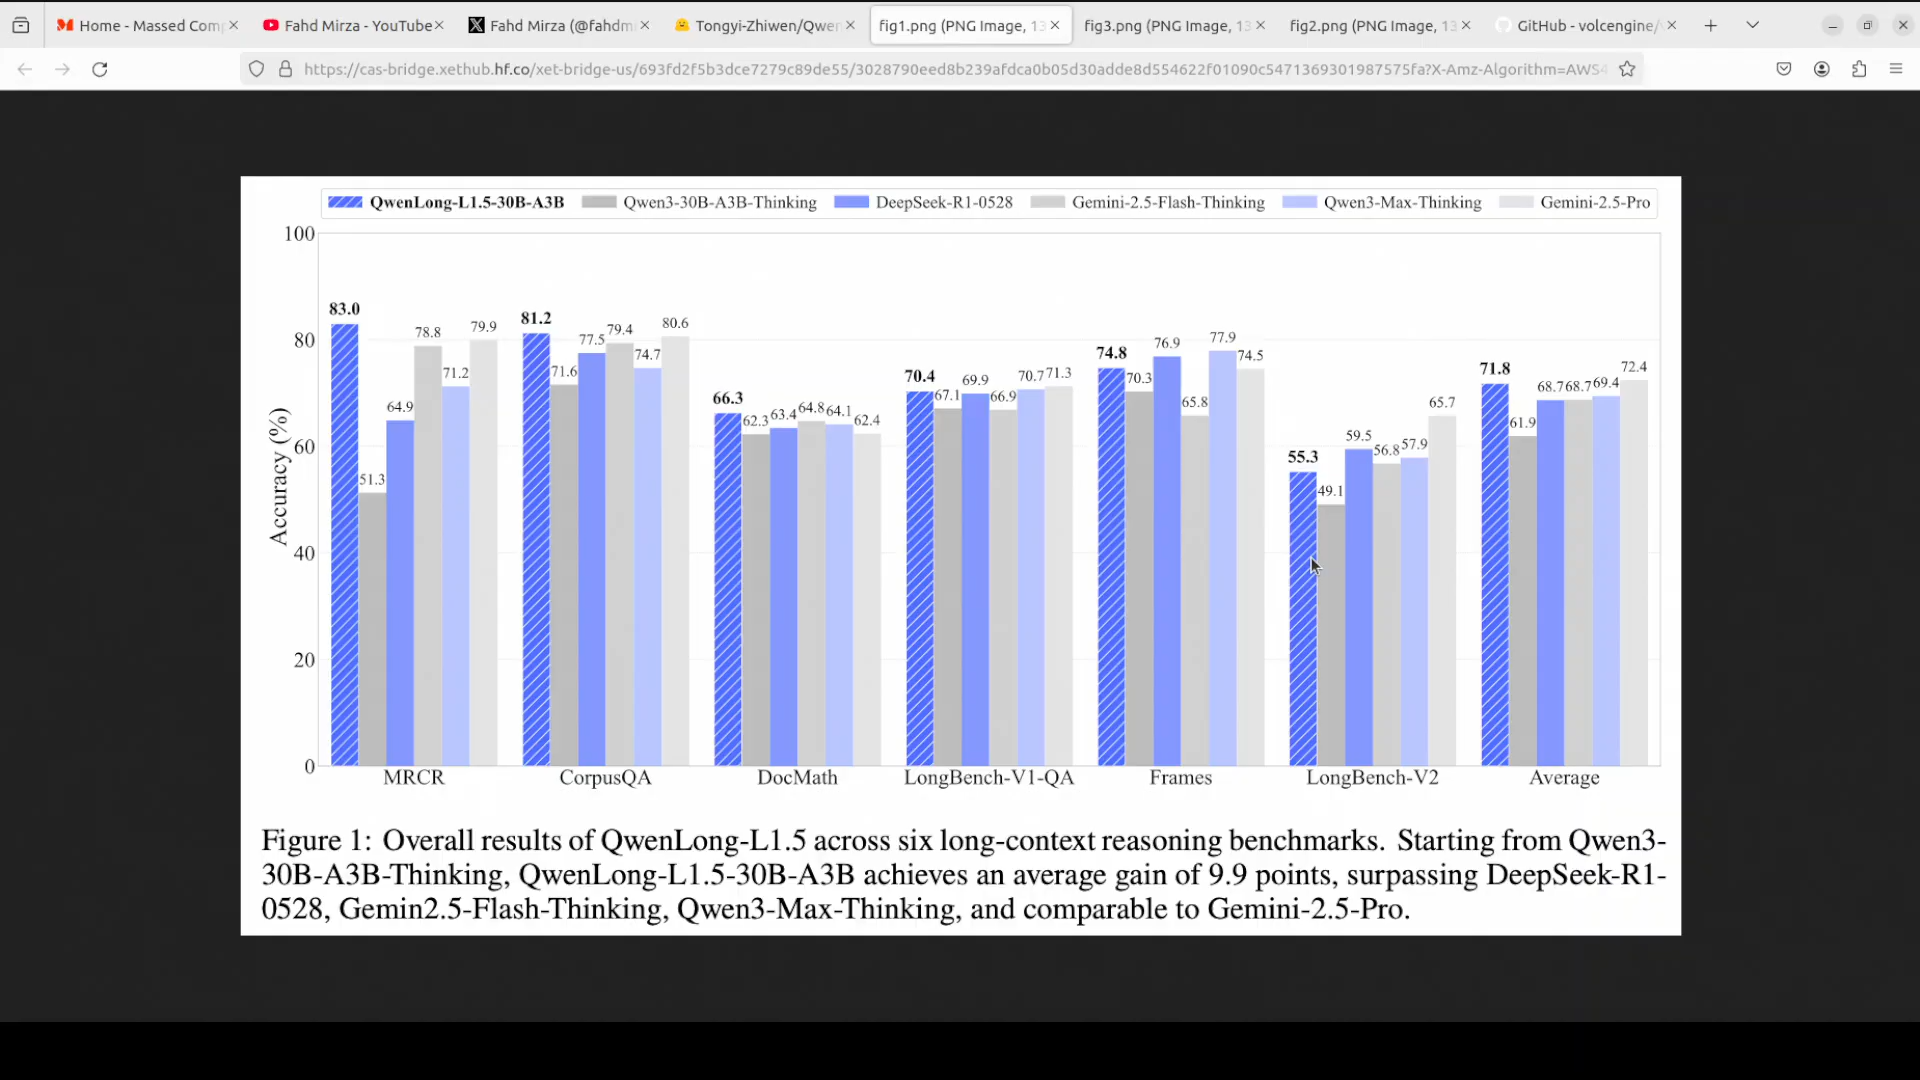 Home - Massed Comp
Fahd Mirza - YouTube
Fahd Mirza (@fahdm
Tongyi-Zhiwen/Qwen
fig1.png (PNG Image, 13
fig3.png (PNG Image, 13
fig2.png (PNG Image, 13
GitHub - volcengine/
https://cas-bridge.xethub.hf.co/xet-bridge-us/693fd2f5b3dce7279c89de55/3028790eed8b239afdca0b05d30adde8d554622f01090c5471369301987575fa?X-Amz-Algorithm=AWS4
QwenLong-L1.5-30B-A3B Qwen3-30B-A3B-Thinking DeepSeek-R1-0528 Gemini-2.5-Flash-Thinking Qwen3-Max-Thinking Gemini-2.5-Pro
Accuracy (%)
100
80
60
40
20
0
83.0 51.3 64.9 78.8 71.2 79.9
81.2 71.6 77.5 79.4 74.7 80.6
66.3 62.3 63.4 64.8 64.1 62.4
70.4 67.1 69.9 66.9 70.7 71.3
74.8 70.3 76.9 65.8 77.9 74.5
55.3 49.1 59.5 56.8 57.9 65.7
71.8 61.9 68.7 68.7 69.4 72.4
MRCR CorpusQA DocMath LongBench-V1-QA Frames LongBench-V2 Average
Figure 1: Overall results of QwenLong-L1.5 across six long-context reasoning benchmarks. Starting from Qwen3-
30B-A3B-Thinking, QwenLong-L1.5-30B-A3B achieves an average gain of 9.9 points, surpassing DeepSeek-R1-
0528, Gemin2.5-Flash-Thinking, Qwen3-Max-Thinking, and comparable to Gemini-2.5-Pro.